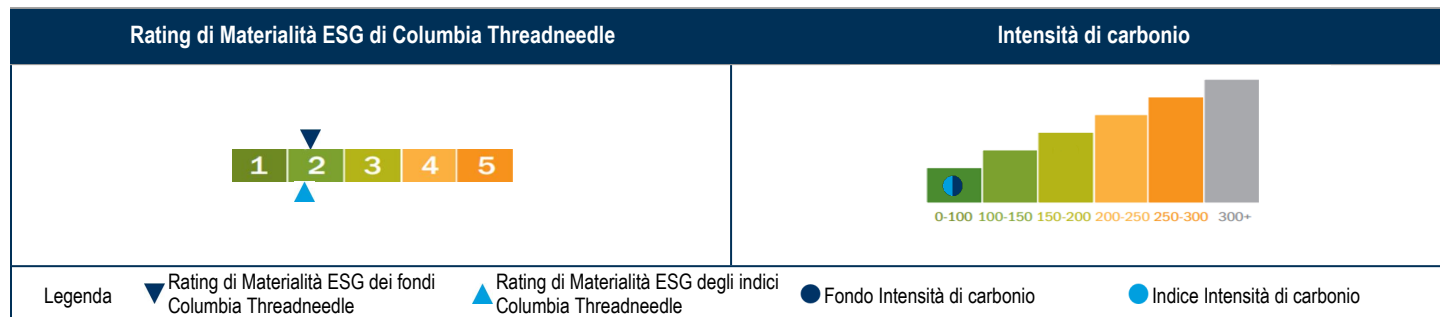 Rating di Materialità ESG di Columbia Threadneedle
Intensità di carbonio
1 2 3 4 5
0-100 100-150 150-200 200-250 250-300 300+
Legenda
Rating di Materialità ESG dei fondi
Columbia Threadneedle
Rating di Materialità ESG degli indici
Columbia Threadneedle
Fondo Intensità di carbonio
Indice Intensità di carbonio